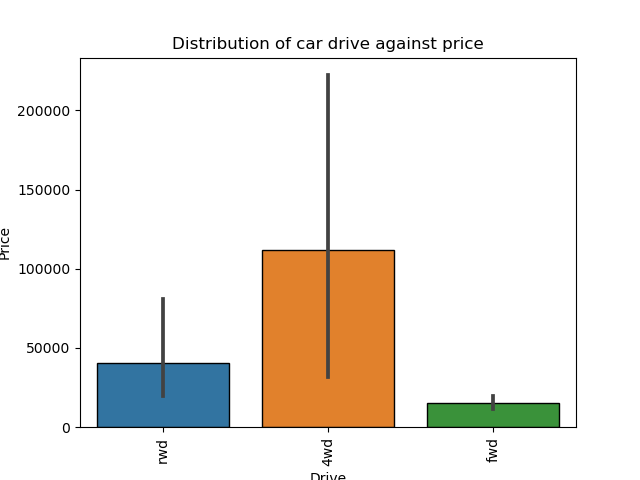 Distribution of car drive against price
200000
150000
100000
50000
0
Price
rwd
4wd
fwd
Drive